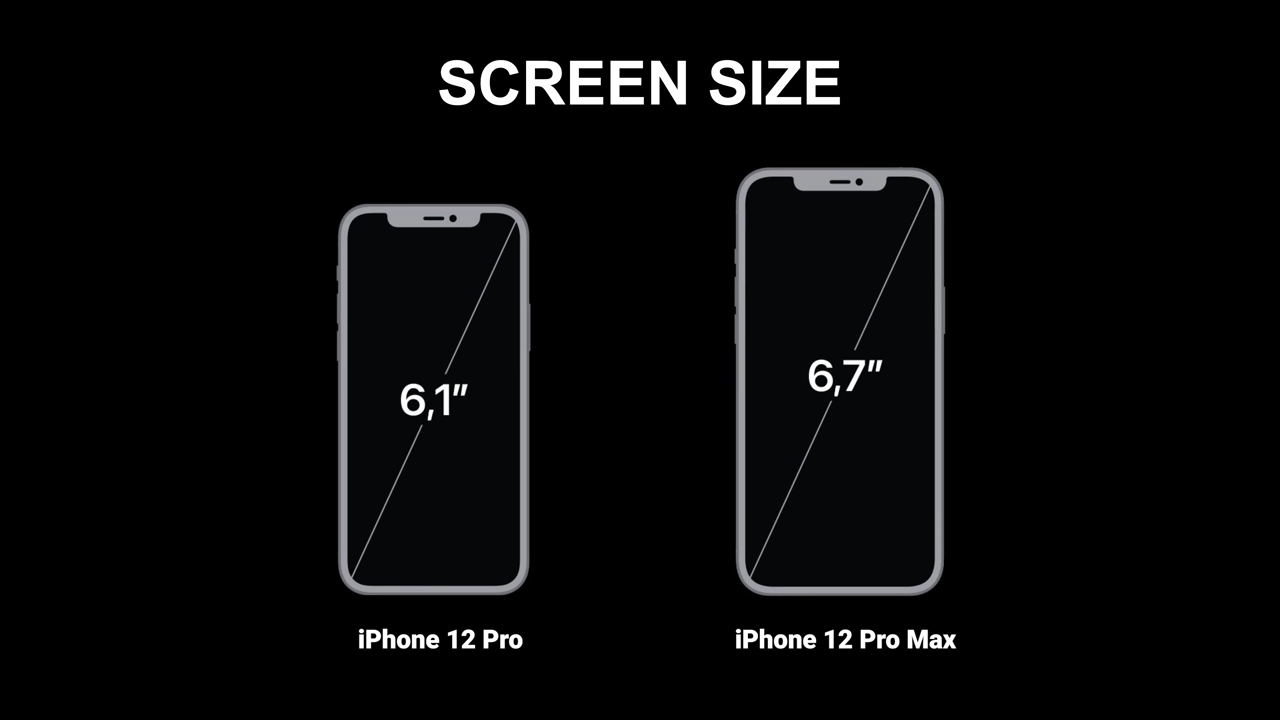 SCREEN SIZE
6,1″
6,7″
iPhone 12 Pro
iPhone 12 Pro Max